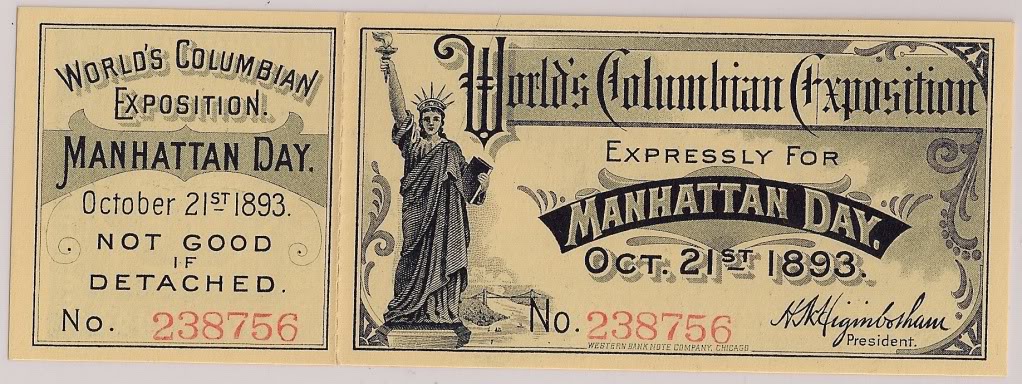 WORLD'S COLUMBIAN
EXPOSITION.
MANHATTAN DAY.
October 21ST 1893.
NOT GOOD
IF
DETACHED.
No. 238756
World's Columbian Exposition
EXPRESSLY FOR
MANHATTAN DAY.
OCT. 21ST 1893.
No. 238756
WESTERN BANK NOTE COMPANY, CHICAGO
H.N. Higinbotham
President.